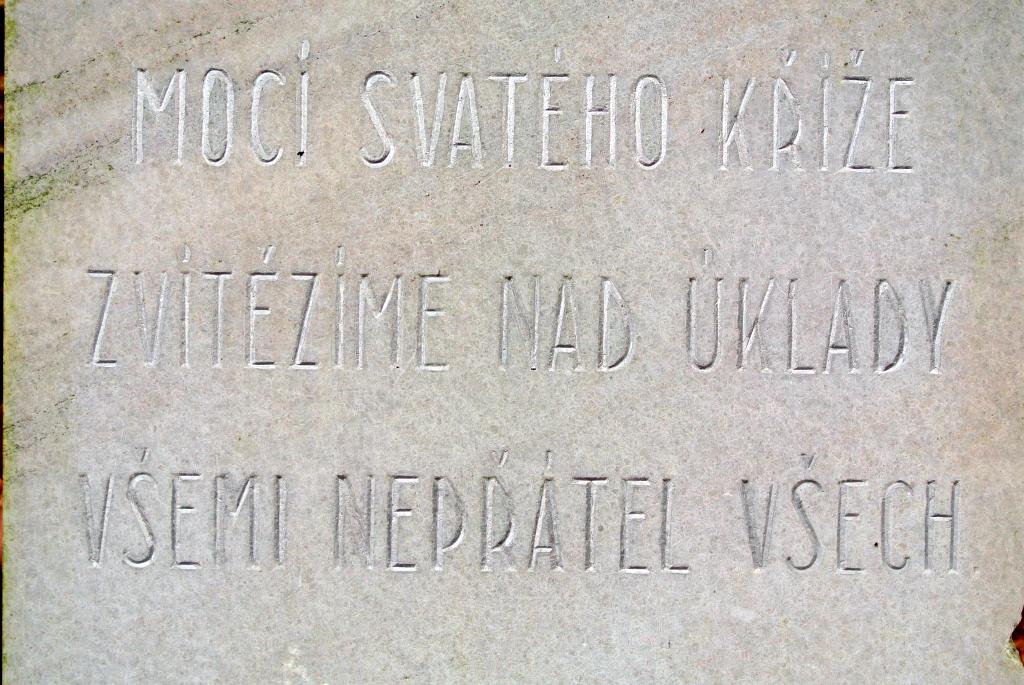 MOCÍ SVATÉHO KŘÍŽE
ZVÍTĚZÍME NAD ÚKLADY
VŠEMI NEPŘÁTEL VŠECH.